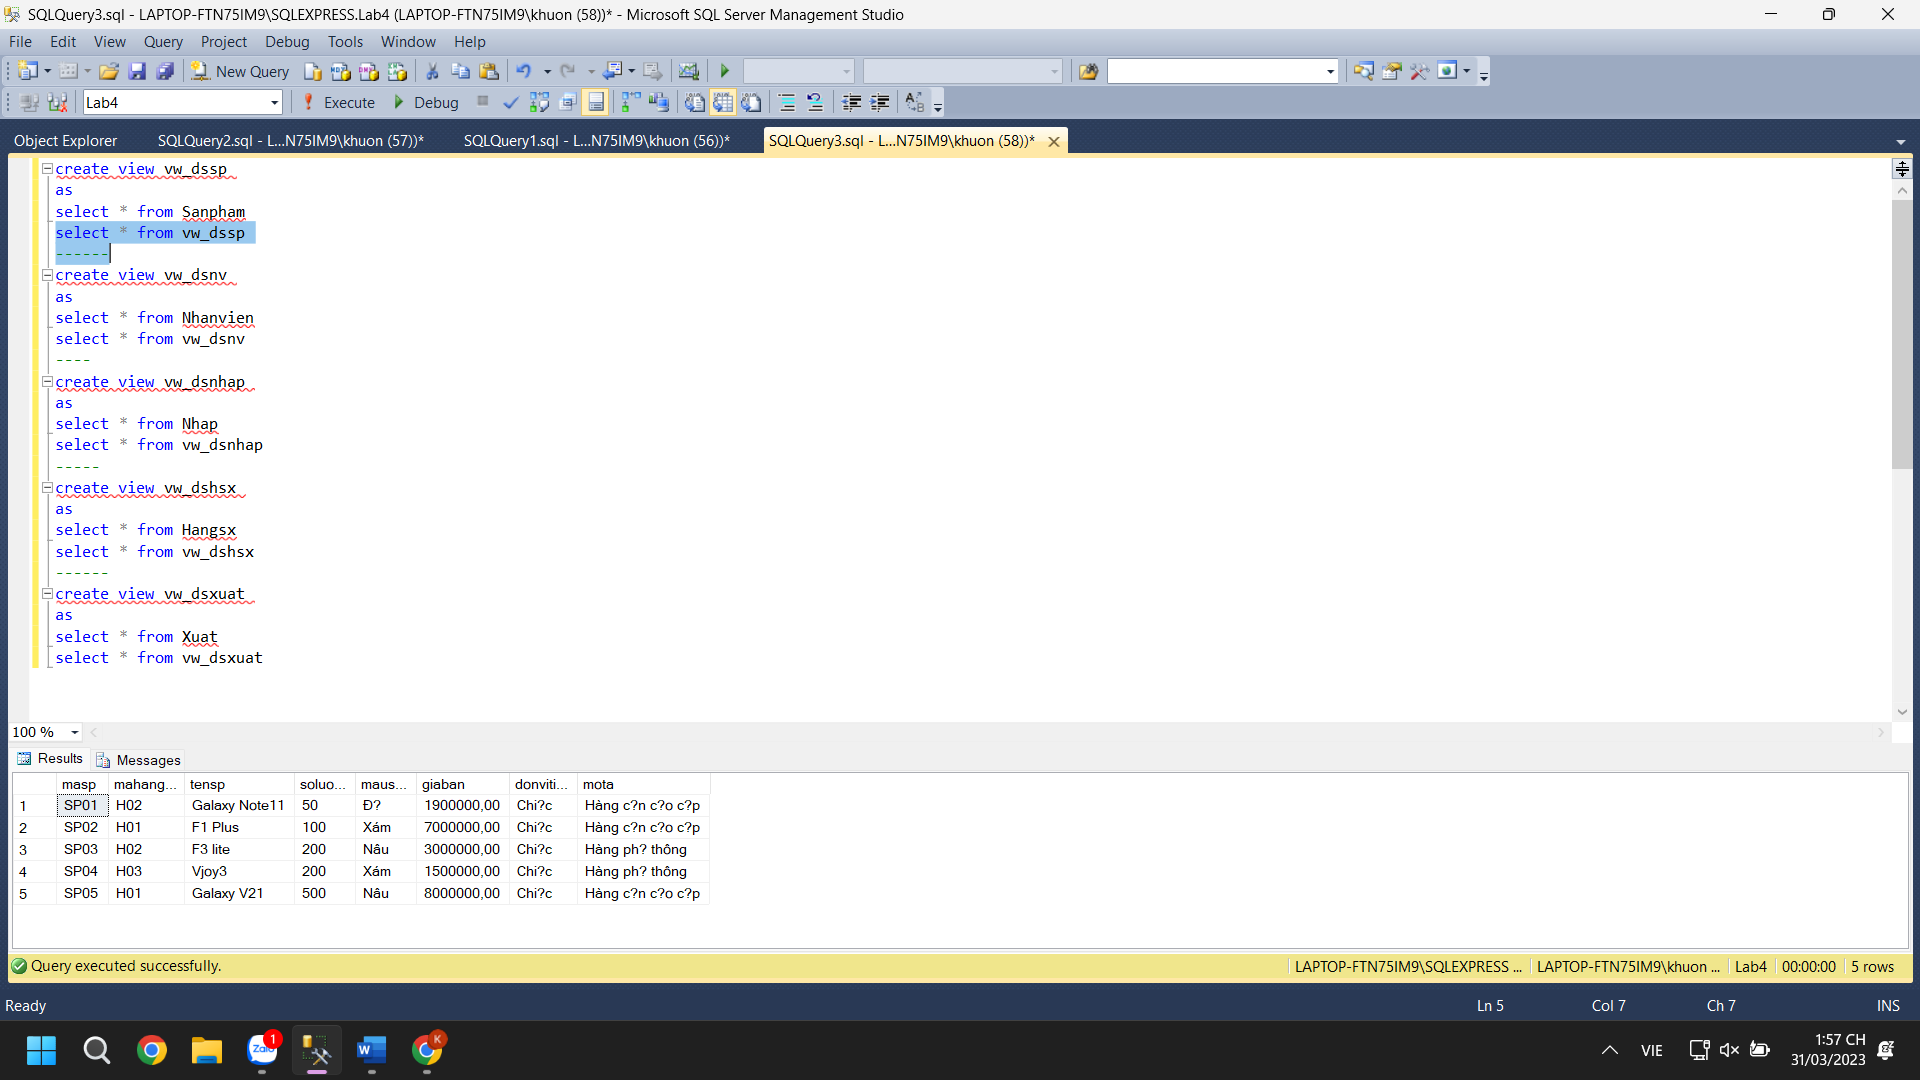 SQLQuery3.sql - LAPTOP-FTN75IM9\SQLEXPRESS.Lab4 (LAPTOP-FTN75IM9\khuon (58))* - Microsoft SQL Server Management Studio
File Edit View Query Project Debug Tools Window Help
New Query
Lab4 Execute Debug
Object Explorer SQLQuery2.sql - L...N75IM9\khuon (57))* SQLQuery1.sql - L...N75IM9\khuon (56))* SQLQuery3.sql - L...N75IM9\khuon (58))*
create view vw_dssp
as
select * from Sanpham
select * from vw_dssp
------
create view vw_dsnv
as
select * from Nhanvien
select * from vw_dsnv
----
create view vw_dsnhap
as
select * from Nhap
select * from vw_dsnhap
-----
create view vw_dshsx
as
select * from Hangsx
select * from vw_dshsx
------
create view vw_dsxuat
as
select * from Xuat
select * from vw_dsxuat
100 %
Results Messages
masp mahang... tensp soluo... maus... giaban donviti... mota
1 SP01 H02 Galaxy Note11 50 Đ? 1900000,00 Chi?c Hàng c?n c?o c?p
2 SP02 H01 F1 Plus 100 Xám 7000000,00 Chi?c Hàng c?n c?o c?p
3 SP03 H02 F3 lite 200 Nâu 3000000,00 Chi?c Hàng ph? thông
4 SP04 H03 Vjoy3 200 Xám 1500000,00 Chi?c Hàng ph? thông
5 SP05 H01 Galaxy V21 500 Nâu 8000000,00 Chi?c Hàng c?n c?o c?p
Query executed successfully. LAPTOP-FTN75IM9\SQLEXPRESS ... LAPTOP-FTN75IM9\khuon ... Lab4 00:00:00 5 rows
Ready Ln 5 Col 7 Ch 7 INS
Zalo 1 W K VIE 1:57 CH
31/03/2023